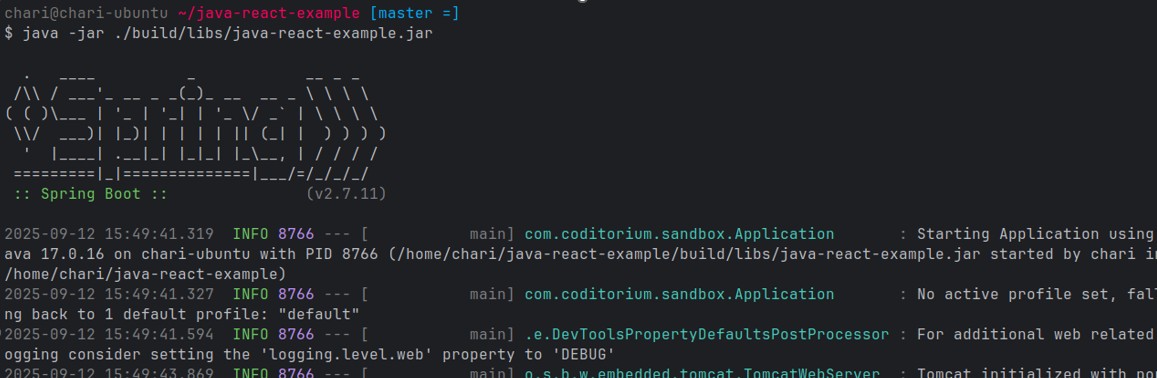 chari@chari-ubuntu ~/java-react-example [master =]
$ java -jar ./build/libs/java-react-example.jar

  .   ____          _            __ _ _
 /\\ / ___'_ __ _ _(_)_ __  __ _ \ \ \ \
( ( )\___ | '_ | '_| | '_ \/ _` | \ \ \ \
 \\/  ___)| |_)| | | | | || (_| |  ) ) ) )
  '  |____| .__|_| |_|_| |_\__, | / / / /
 =========|_|==============|___/=/_/_/_/
 :: Spring Boot ::               (v2.7.11)

2025-09-12 15:49:41.319  INFO 8766 --- [           main] com.coditorium.sandbox.Application       : Starting Application using
ava 17.0.16 on chari-ubuntu with PID 8766 (/home/chari/java-react-example/build/libs/java-react-example.jar started by chari in
/home/chari/java-react-example)
2025-09-12 15:49:41.327  INFO 8766 --- [           main] com.coditorium.sandbox.Application       : No active profile set, fal
ng back to 1 default profile: "default"
2025-09-12 15:49:41.594  INFO 8766 --- [           main] .e.DevToolsPropertyDefaultsPostProcessor : For additional web related
ogging consider setting the 'logging.level.web' property to 'DEBUG'
2025-09-12 15:49:43.869  INFO 8766 --- [           main] o.s.b.w.embedded.tomcat.TomcatWebServer  : Tomcat initialized with